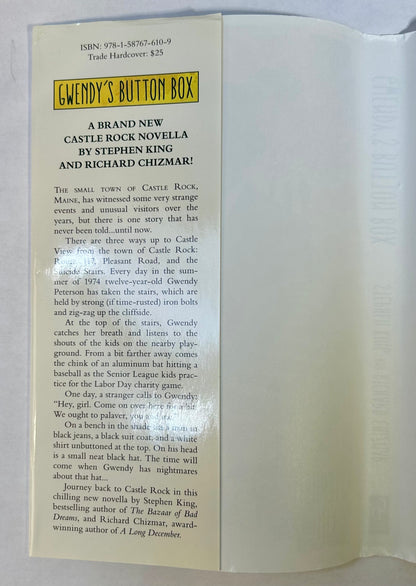 ISBN: 978-1-58767-610-9
Trade Hardcover: $25
GWENDY'S BUTTON BOX
A BRAND NEW
CASTLE ROCK NOVELLA
BY STEPHEN KING
AND RICHARD CHIZMAR!
THE SMALL TOWN OF CASTLE ROCK,
MAINE, has witnessed some very strange
events and unusual visitors over the
years, but there is one story that has
never been told...until now.
There are three ways up to Castle
View from the town of Castle Rock:
Route 117, Pleasant Road, and the
Suicide Stairs. Every day in the sum-
mer of 1974 twelve-year-old Gwendy
Peterson has taken the stairs, which are
held by strong (if time-rusted) iron bolts
and zig-zag up the cliffside.
At the top of the stairs, Gwendy
catches her breath and listens to the
shouts of the kids on the nearby play-
ground. From a bit farther away comes
the chink of an aluminum bat hitting a
baseball as the Senior League kids prac-
tice for the Labor Day charity game.
One day, a stranger calls to Gwendy:
"Hey, girl. Come on over here for a bit.
We ought to palaver, you and me."
On a bench in the shade sits a man in
black jeans, a black suit coat, and a white
shirt unbuttoned at the top. On his head
is a small neat black hat. The time will
come when Gwendy has nightmares
about that hat...
Journey back to Castle Rock in this
chilling new novella by Stephen King,
bestselling author of The Bazaar of Bad
Dreams, and Richard Chizmar, award-
winning author of A Long December.